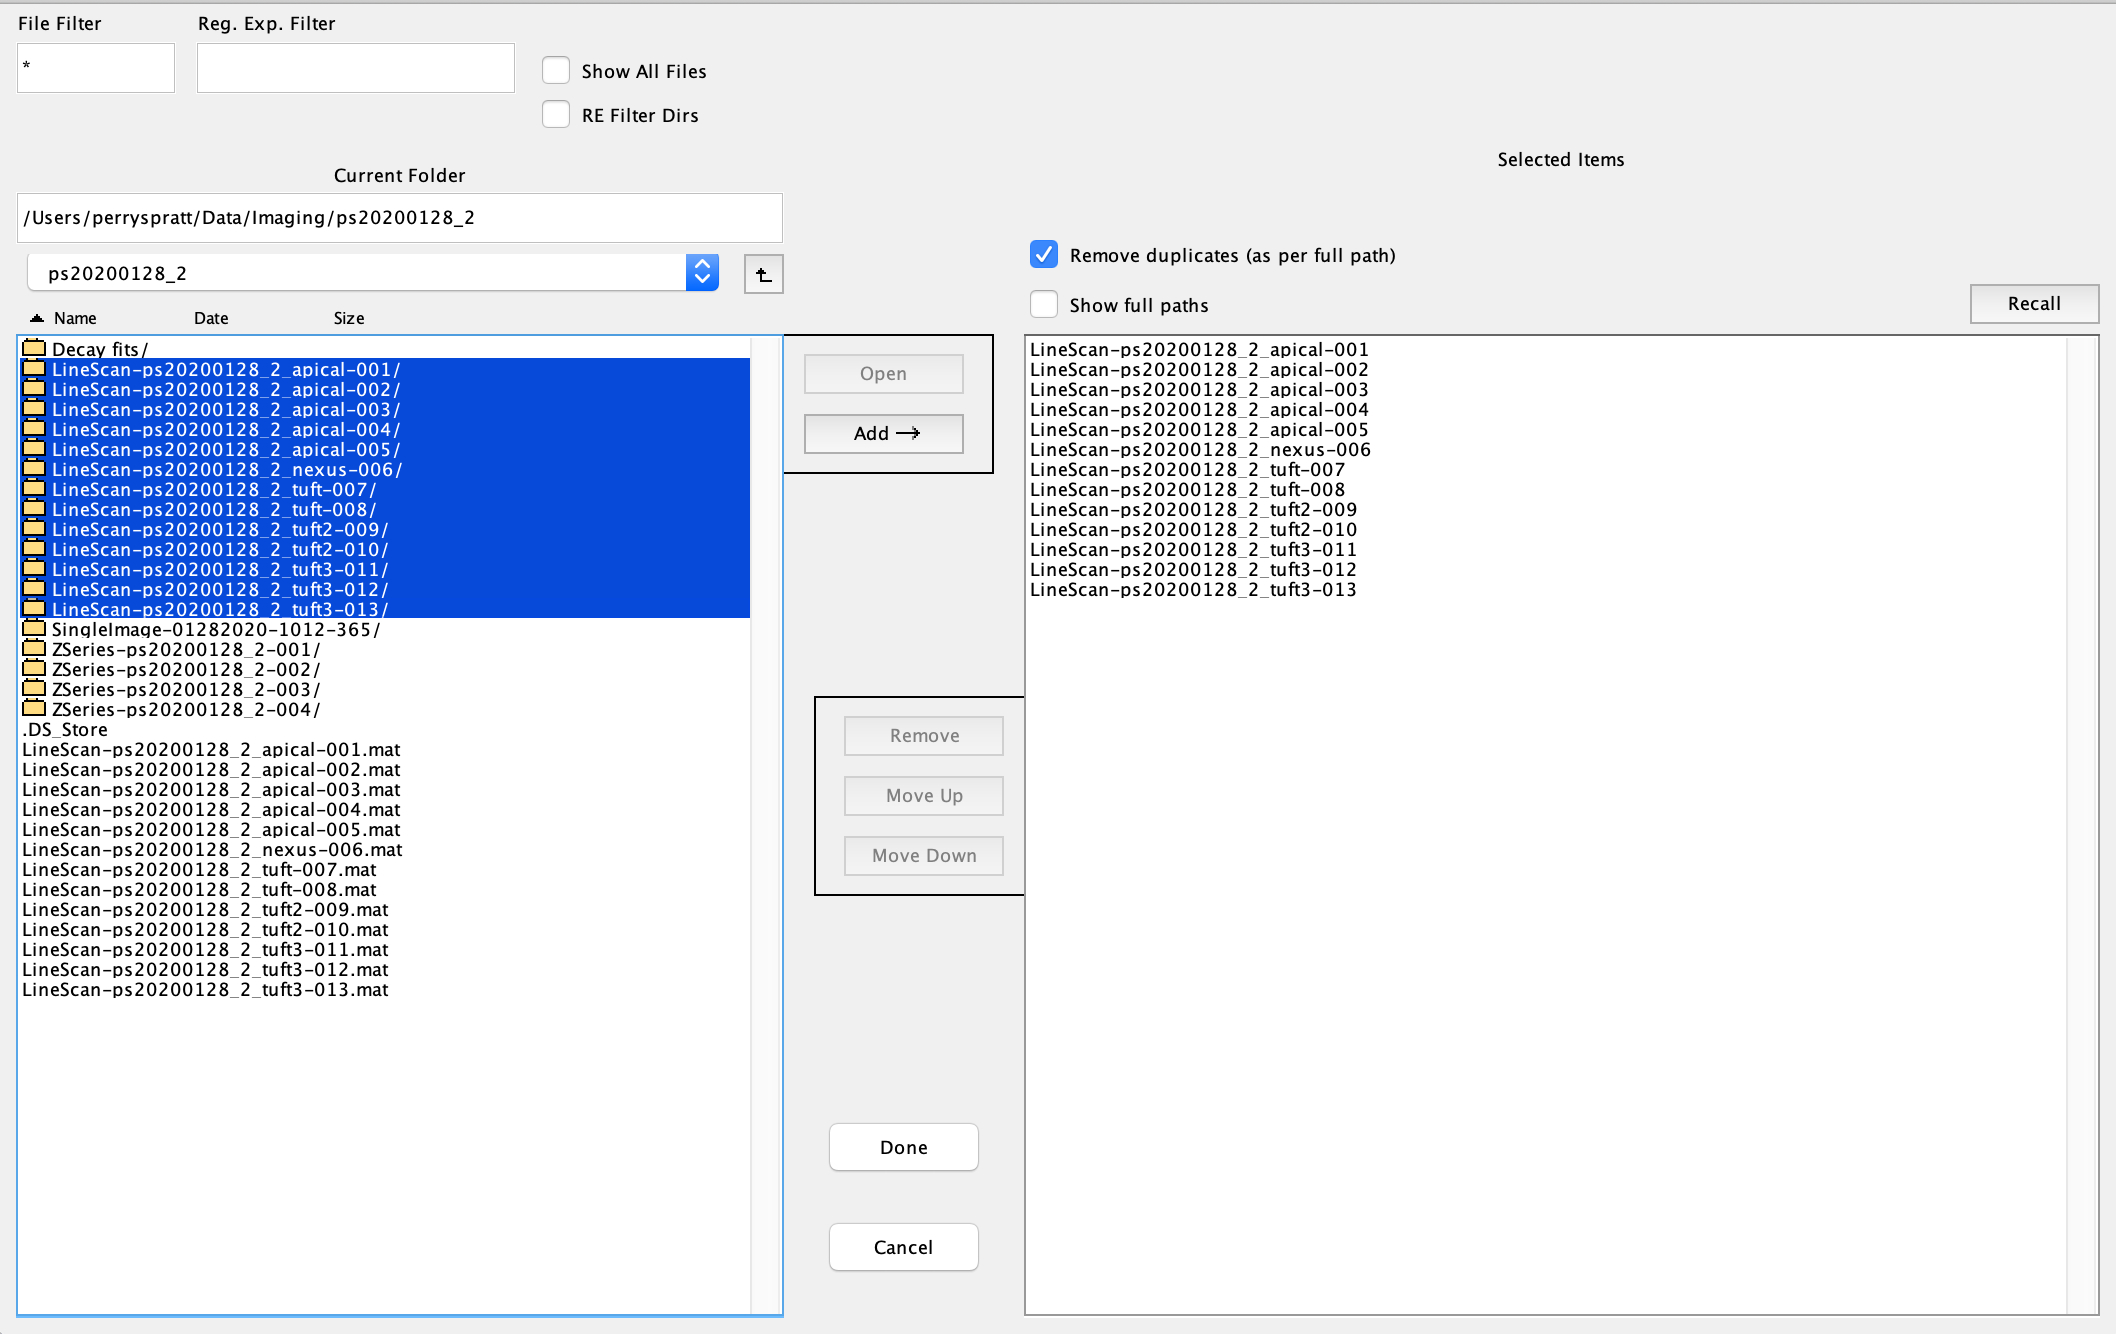 File Filter
Reg. Exp. Filter
*
Show All Files
RE Filter Dirs
Current Folder
/Users/perryspratt/Data/Imaging/ps20200128_2
ps20200128_2
Name Date Size
Decay fits/
LineScan-ps20200128_2_apical-001/
LineScan-ps20200128_2_apical-002/
LineScan-ps20200128_2_apical-003/
LineScan-ps20200128_2_apical-004/
LineScan-ps20200128_2_apical-005/
LineScan-ps20200128_2_nexus-006/
LineScan-ps20200128_2_tuft-007/
LineScan-ps20200128_2_tuft-008/
LineScan-ps20200128_2_tuft2-009/
LineScan-ps20200128_2_tuft2-010/
LineScan-ps20200128_2_tuft3-011/
LineScan-ps20200128_2_tuft3-012/
LineScan-ps20200128_2_tuft3-013/
SingleImage-01282020-1012-365/
ZSeries-ps20200128_2-001/
ZSeries-ps20200128_2-002/
ZSeries-ps20200128_2-003/
ZSeries-ps20200128_2-004/
.DS_Store
LineScan-ps20200128_2_apical-001.mat
LineScan-ps20200128_2_apical-002.mat
LineScan-ps20200128_2_apical-003.mat
LineScan-ps20200128_2_apical-004.mat
LineScan-ps20200128_2_apical-005.mat
LineScan-ps20200128_2_nexus-006.mat
LineScan-ps20200128_2_tuft-007.mat
LineScan-ps20200128_2_tuft-008.mat
LineScan-ps20200128_2_tuft2-009.mat
LineScan-ps20200128_2_tuft2-010.mat
LineScan-ps20200128_2_tuft3-011.mat
LineScan-ps20200128_2_tuft3-012.mat
LineScan-ps20200128_2_tuft3-013.mat
Open
Add →
Remove
Move Up
Move Down
Done
Cancel
Selected Items
Remove duplicates (as per full path)
Show full paths
Recall
LineScan-ps20200128_2_apical-001
LineScan-ps20200128_2_apical-002
LineScan-ps20200128_2_apical-003
LineScan-ps20200128_2_apical-004
LineScan-ps20200128_2_apical-005
LineScan-ps20200128_2_nexus-006
LineScan-ps20200128_2_tuft-007
LineScan-ps20200128_2_tuft-008
LineScan-ps20200128_2_tuft2-009
LineScan-ps20200128_2_tuft2-010
LineScan-ps20200128_2_tuft3-011
LineScan-ps20200128_2_tuft3-012
LineScan-ps20200128_2_tuft3-013